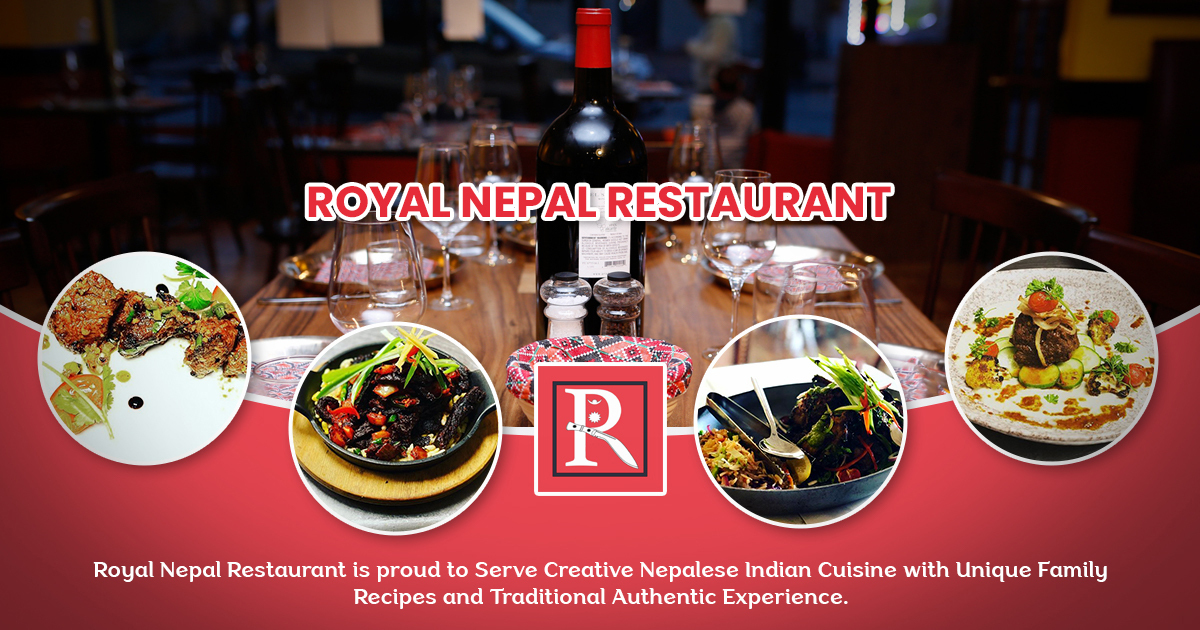 ROYAL NEPAL RESTAURANT
R
Royal Nepal Restaurant is proud to Serve Creative Nepalese Indian Cuisine with Unique Family
Recipes and Traditional Authentic Experience.